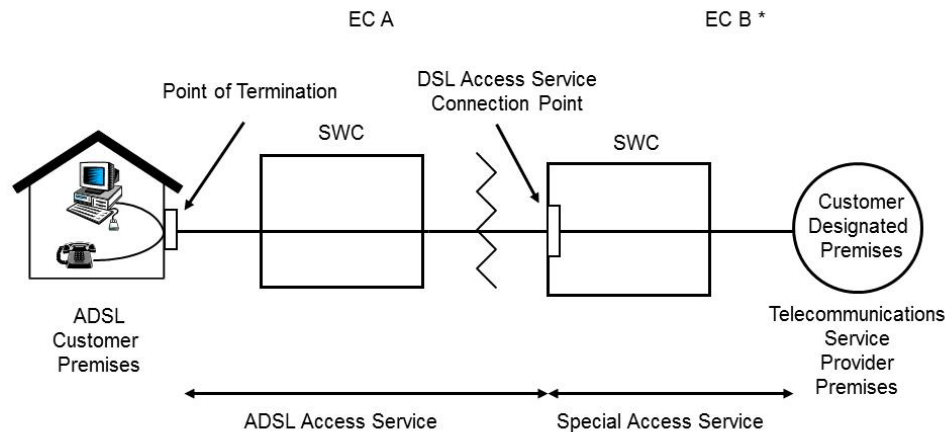 EC A
EC B *
Point of Termination
DSL Access Service
Connection Point
SWC
SWC
Customer
Designated
Premises
ADSL
Customer
Premises
Telecommunications
Service
Provider
Premises
ADSL Access Service
Special Access Service